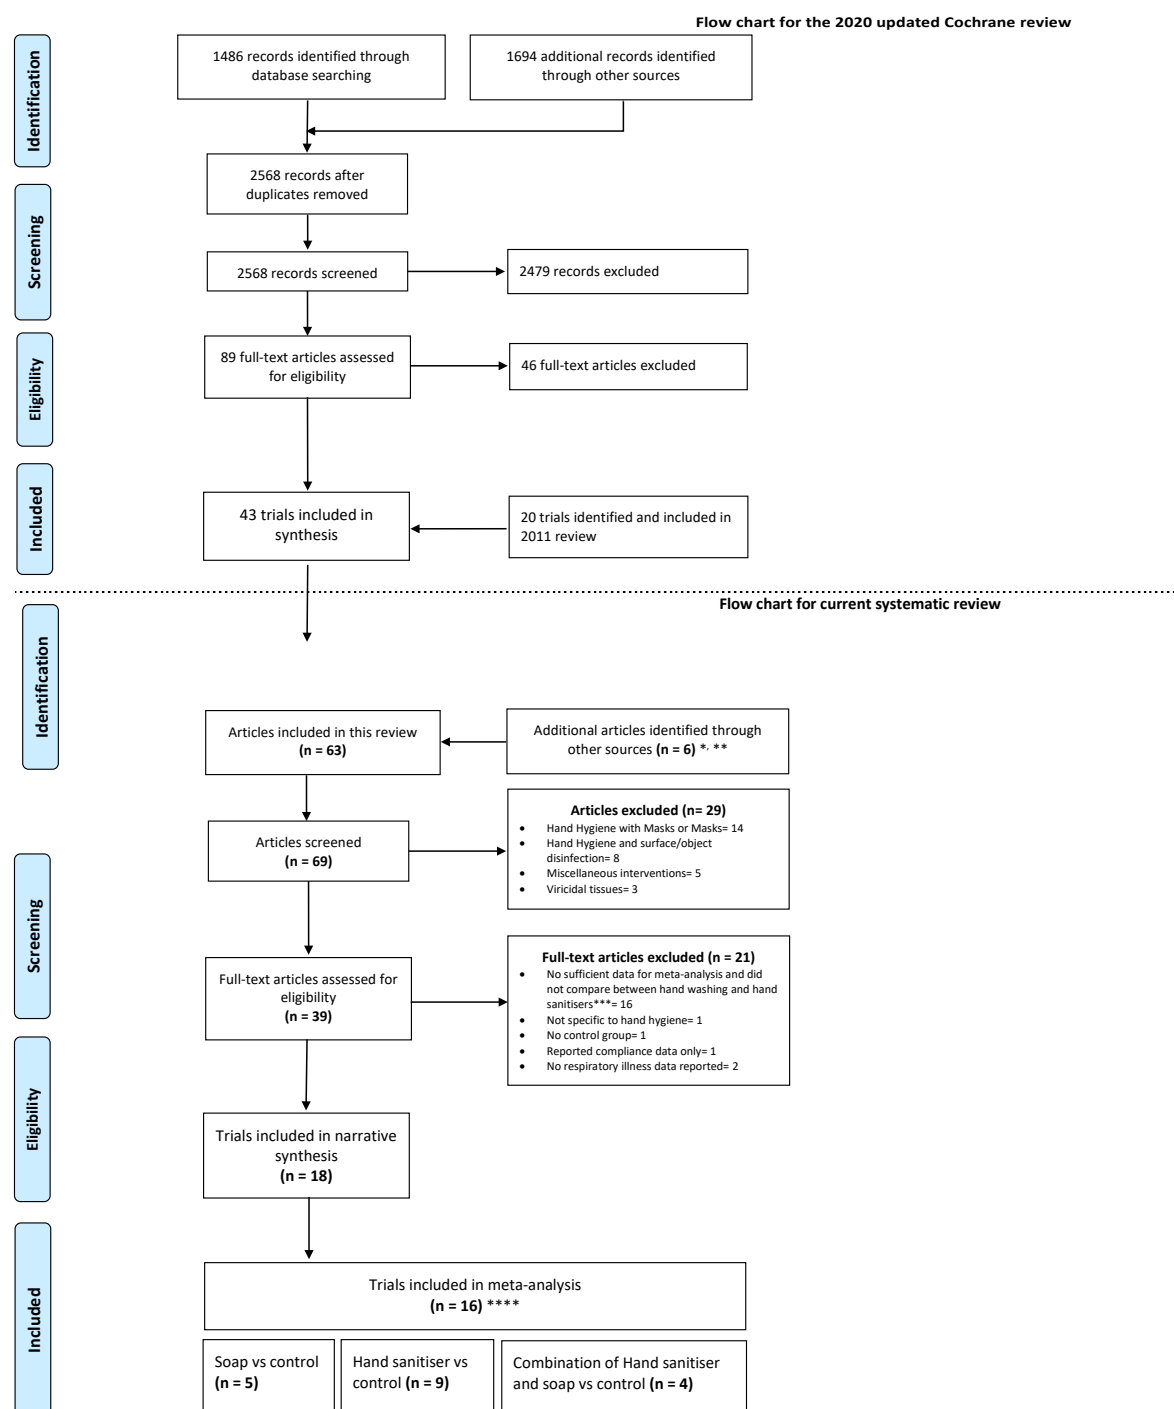 Flow chart for the 2020 updated Cochrane review
Identification
1486 records identified through
database searching
1694 additional records identified
through other sources
2568 records after
duplicates removed
Screening
2568 records screened
2479 records excluded
Eligibility
89 full-text articles assessed
for eligibility
46 full-text articles excluded
Included
43 trials included in
synthesis
20 trials identified and included in
2011 review
Flow chart for current systematic review
Identification
Articles included in this review
(n = 63)
Additional articles identified through
other sources (n = 6) *, **
Screening
Articles screened
(n = 69)
Articles excluded (n= 29)
• Hand Hygiene with Masks or Masks= 14
• Hand Hygiene and surface/object
disinfection= 8
• Miscellaneous interventions= 5
• Viricidal tissues= 3
Full-text articles assessed for
eligibility
(n = 39)
Full-text articles excluded (n = 21)
• No sufficient data for meta-analysis and did
not compare between hand washing and hand
sanitisers***= 16
• Not specific to hand hygiene= 1
• No control group= 1
• Reported compliance data only= 1
• No respiratory illness data reported= 2
Eligibility
Trials included in narrative
synthesis
(n = 18)
Included
Trials included in meta-analysis
(n = 16) ****
Soap vs control
(n = 5)
Hand sanitiser vs
control (n = 9)
Combination of Hand sanitiser
and soap vs control (n = 4)